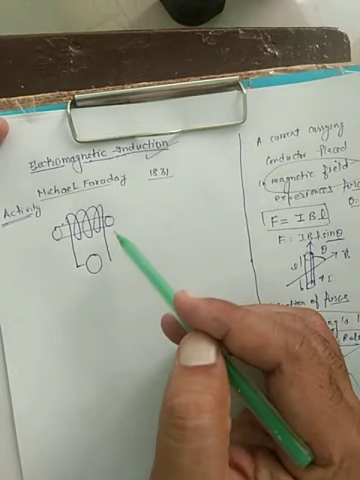 Electromagnetic Induction
Michael Faraday 1831
Activity
A current carrying
conductor placed
in magnetic field
experiences force
F = I B l
F = I B l sinθ
θ
B
l
I
of force
Rule